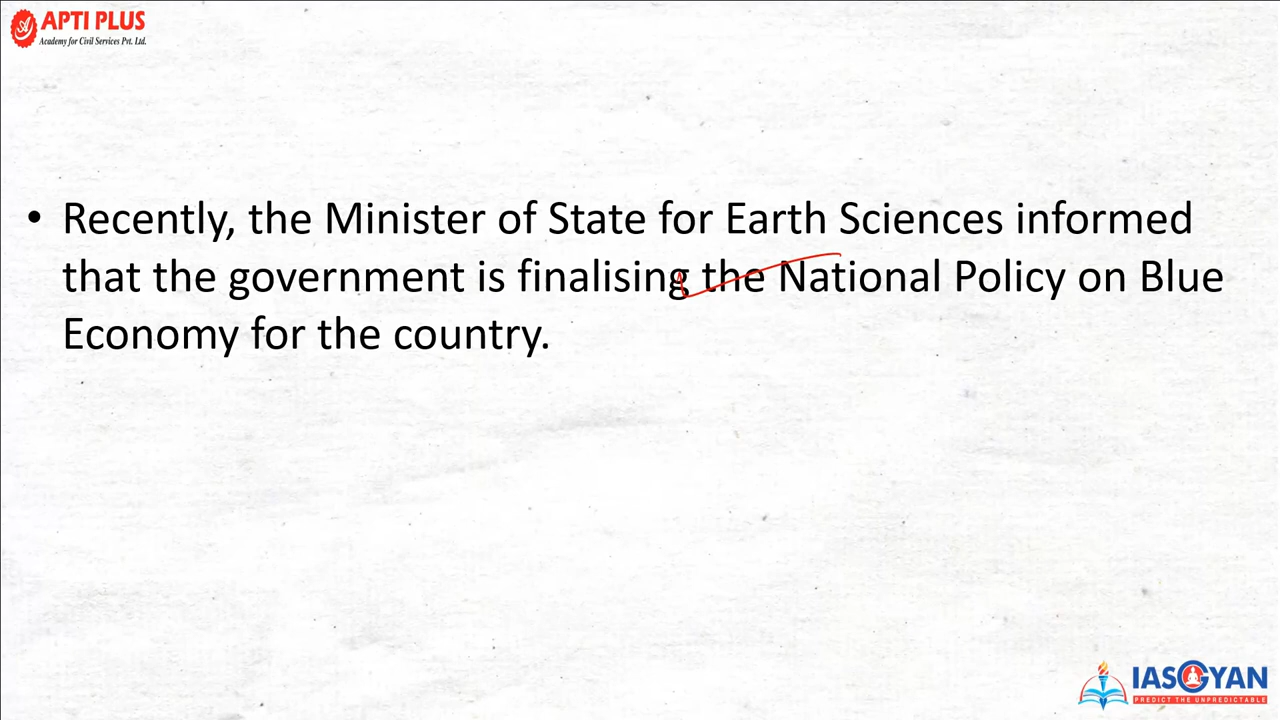 APTI PLUS
Academy for Civil Services Pvt. Ltd.
• Recently, the Minister of State for Earth Sciences informed
that the government is finalising the National Policy on Blue
Economy for the country.
IASGYAN
PREDICT THE UNPREDICTABLE